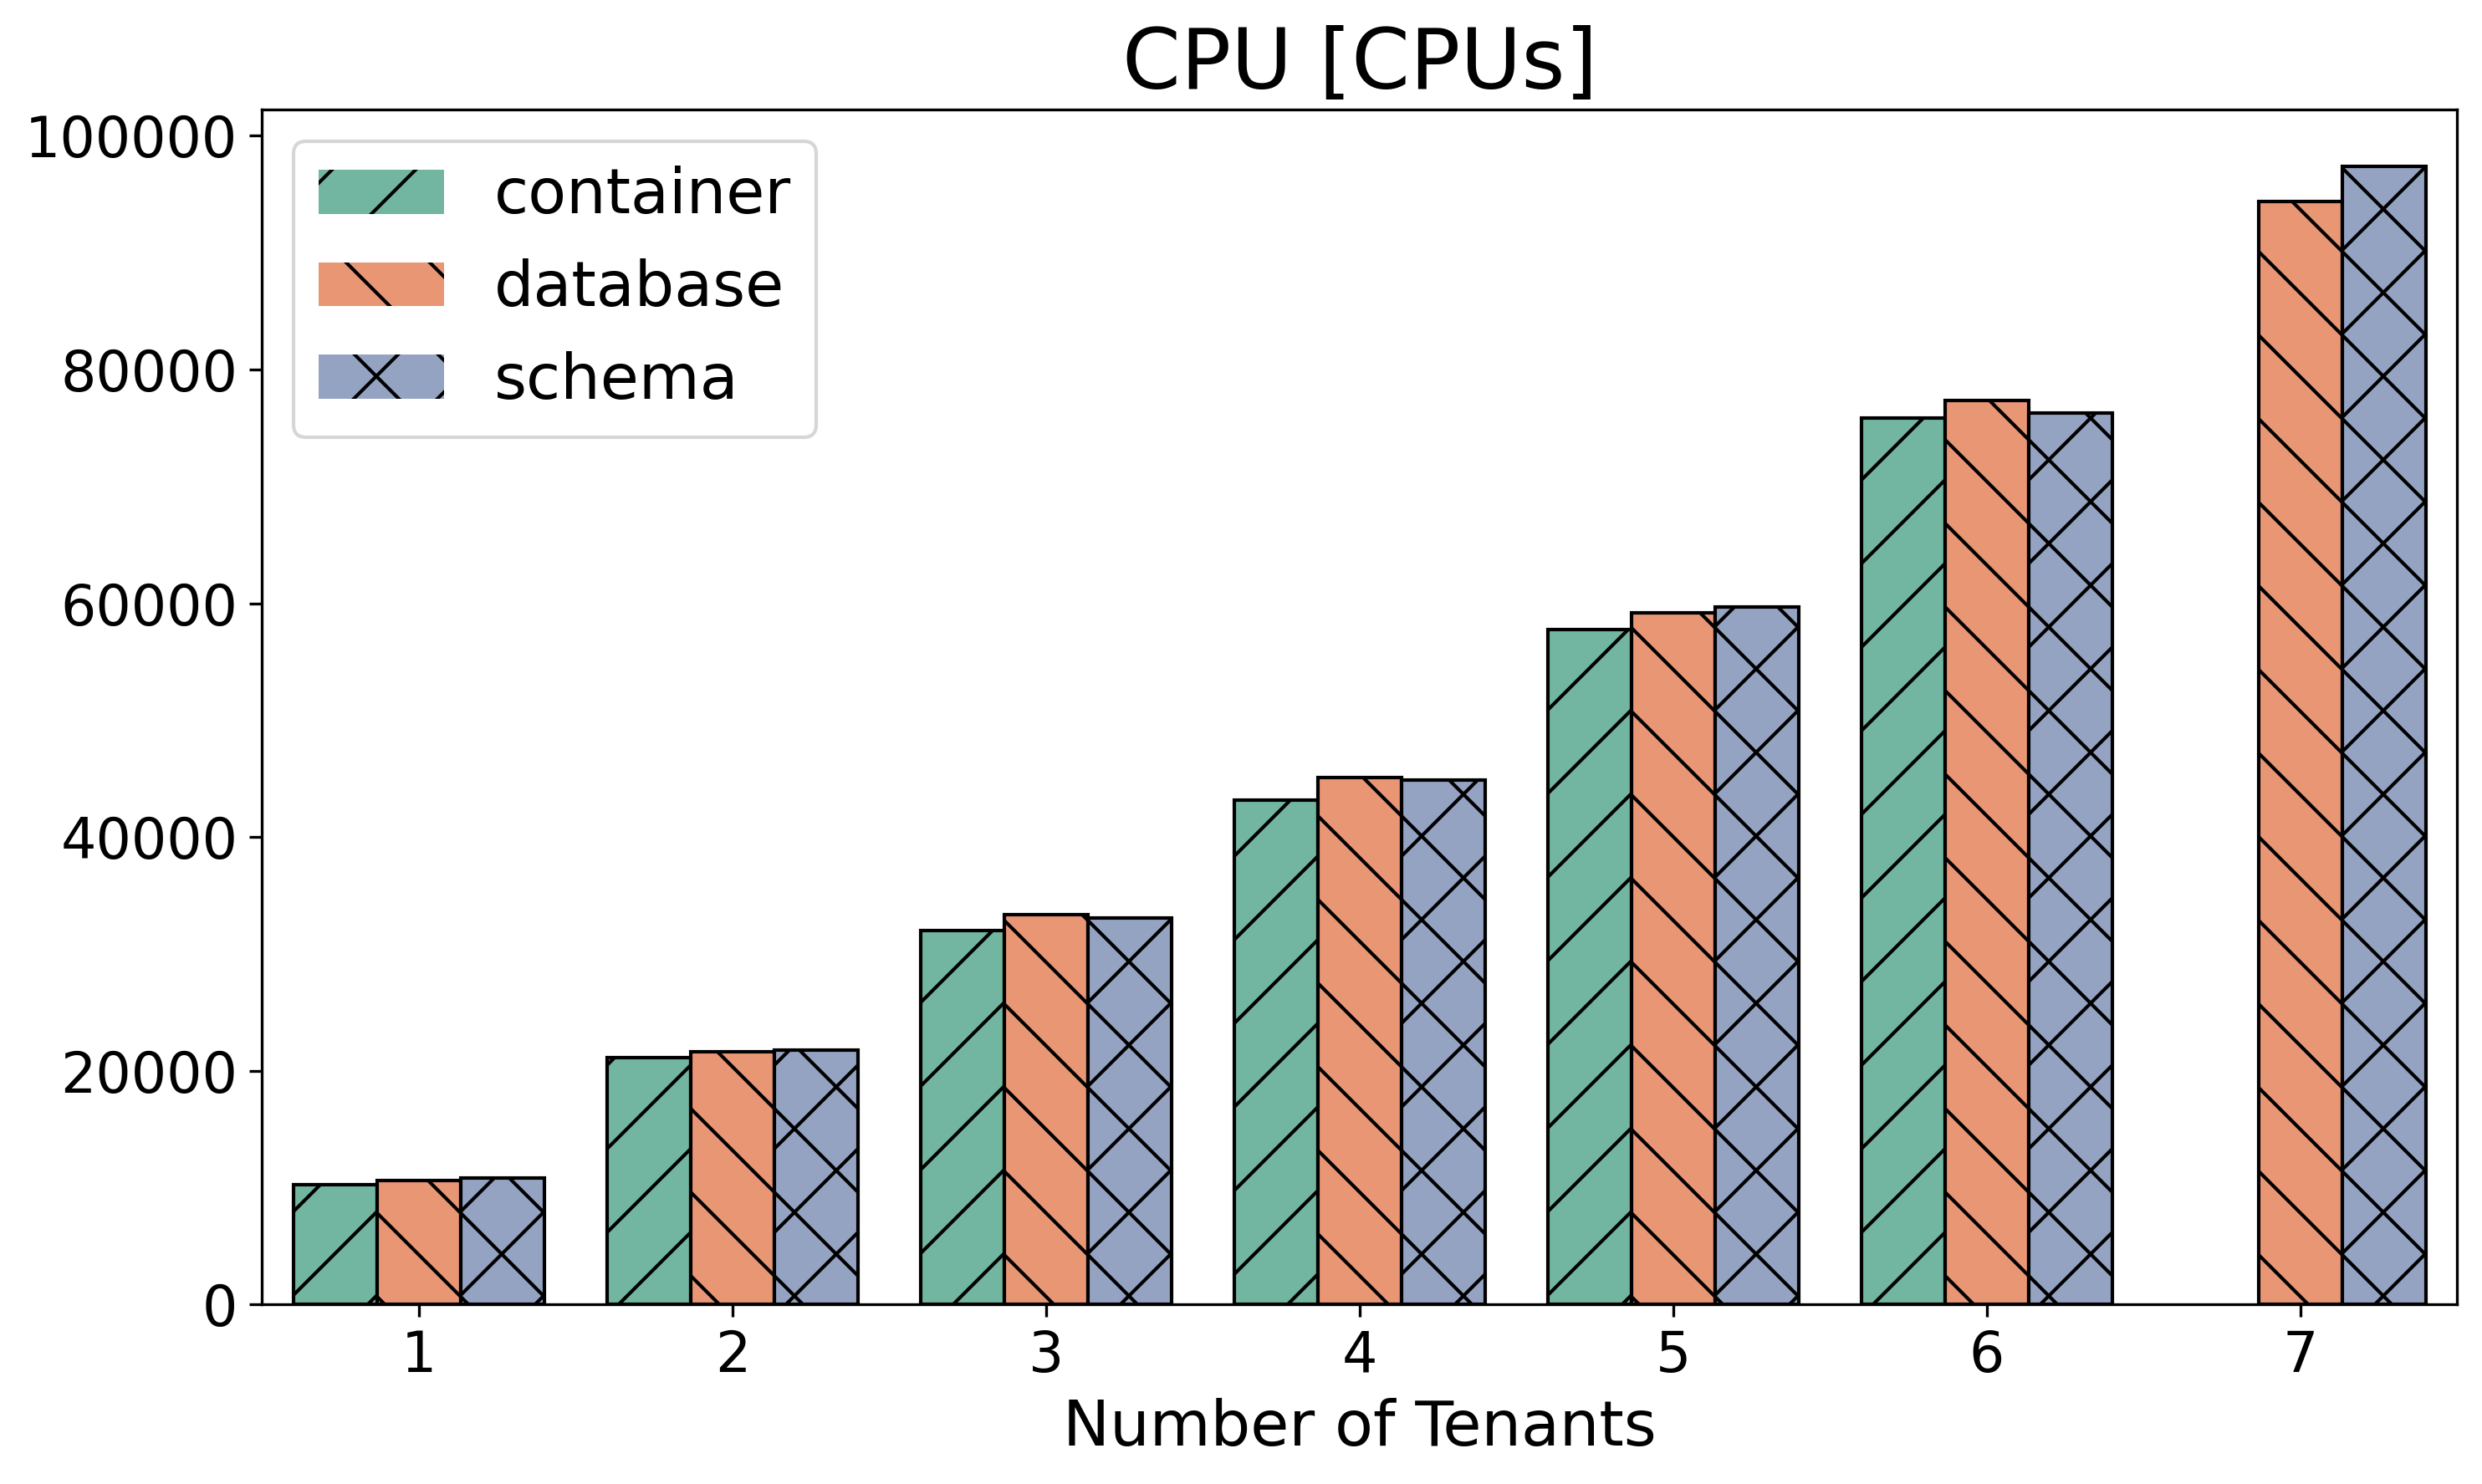 CPU [CPUs]
100000
80000
60000
40000
20000
0
container
database
schema
1 2 3 4 5 6 7
Number of Tenants